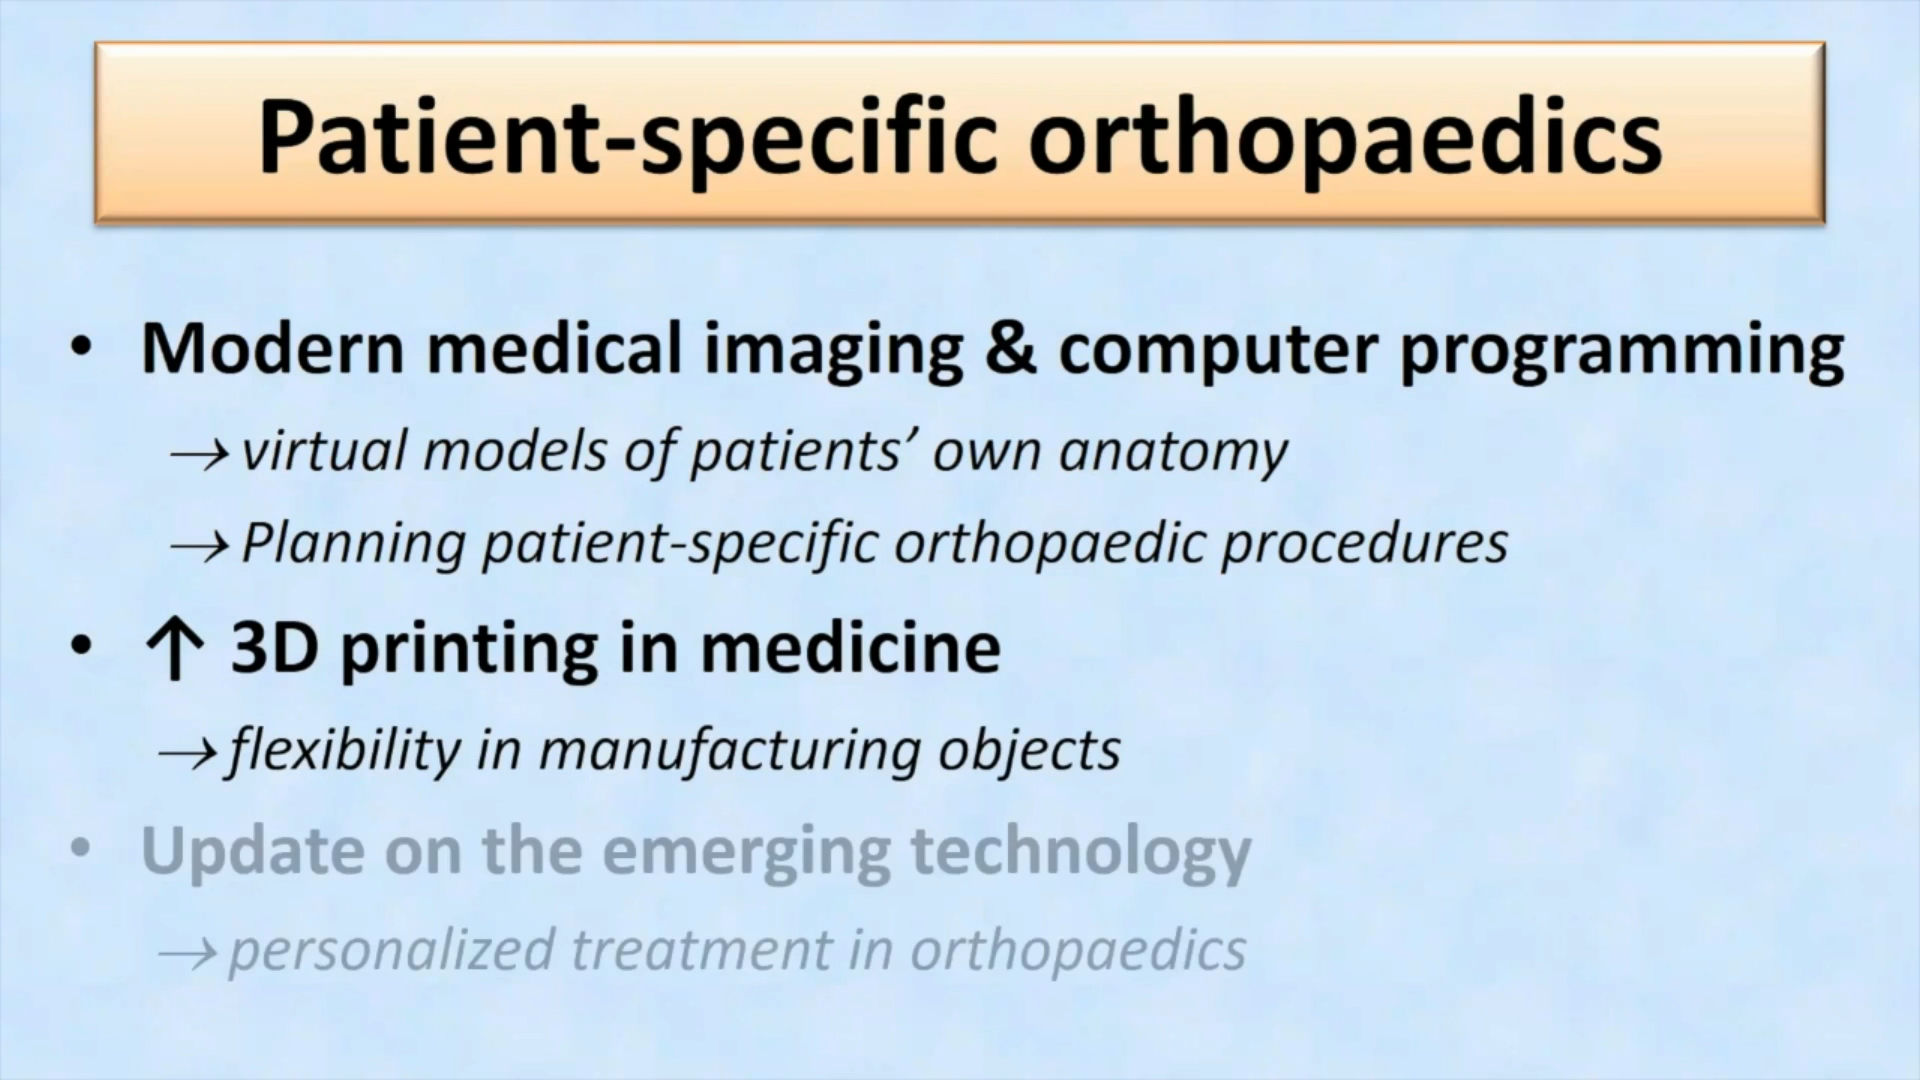 Patient-specific orthopaedics
• Modern medical imaging & computer programming
→ virtual models of patients’ own anatomy
→ Planning patient-specific orthopaedic procedures
• ↑ 3D printing in medicine
→ flexibility in manufacturing objects
• Update on the emerging technology
→ personalized treatment in orthopaedics